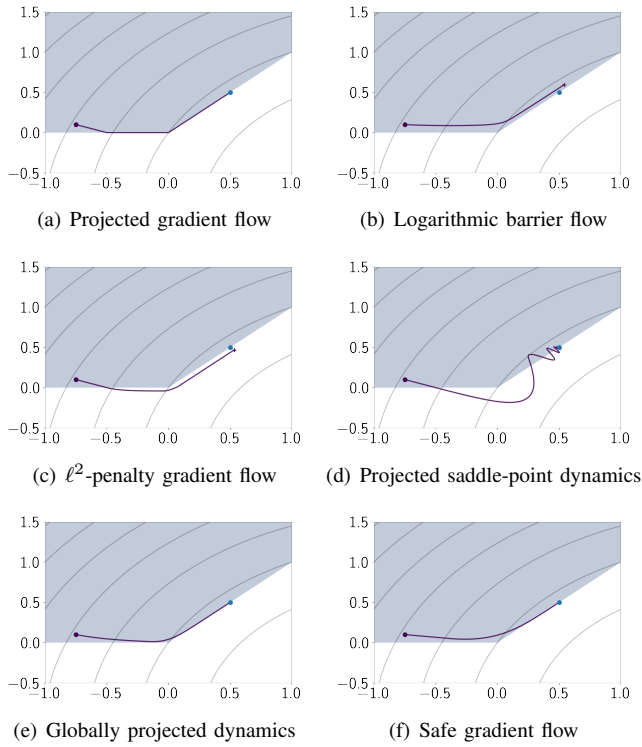 1.5
1.0
0.5
0.0
−0.5
−1.0 −0.5 0.0 0.5 1.0
(a) Projected gradient flow
1.5
1.0
0.5
0.0
−0.5
−1.0 −0.5 0.0 0.5 1.0
(b) Logarithmic barrier flow
1.5
1.0
0.5
0.0
−0.5
−1.0 −0.5 0.0 0.5 1.0
(c) ℓ²-penalty gradient flow
1.5
1.0
0.5
0.0
−0.5
−1.0 −0.5 0.0 0.5 1.0
(d) Projected saddle-point dynamics
1.5
1.0
0.5
0.0
−0.5
−1.0 −0.5 0.0 0.5 1.0
(e) Globally projected dynamics
1.5
1.0
0.5
0.0
−0.5
−1.0 −0.5 0.0 0.5 1.0
(f) Safe gradient flow